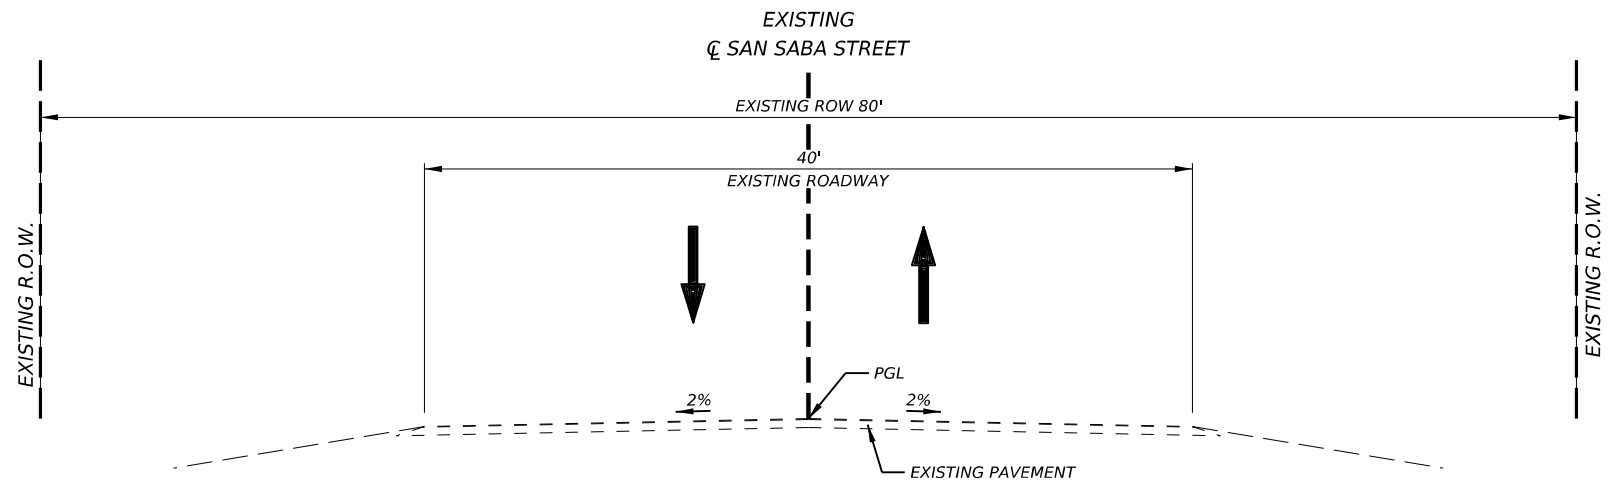 EXISTING
℄ SAN SABA STREET
EXISTING ROW 80'
40'
EXISTING ROADWAY
EXISTING R.O.W.
EXISTING R.O.W.
PGL
2%
2%
EXISTING PAVEMENT